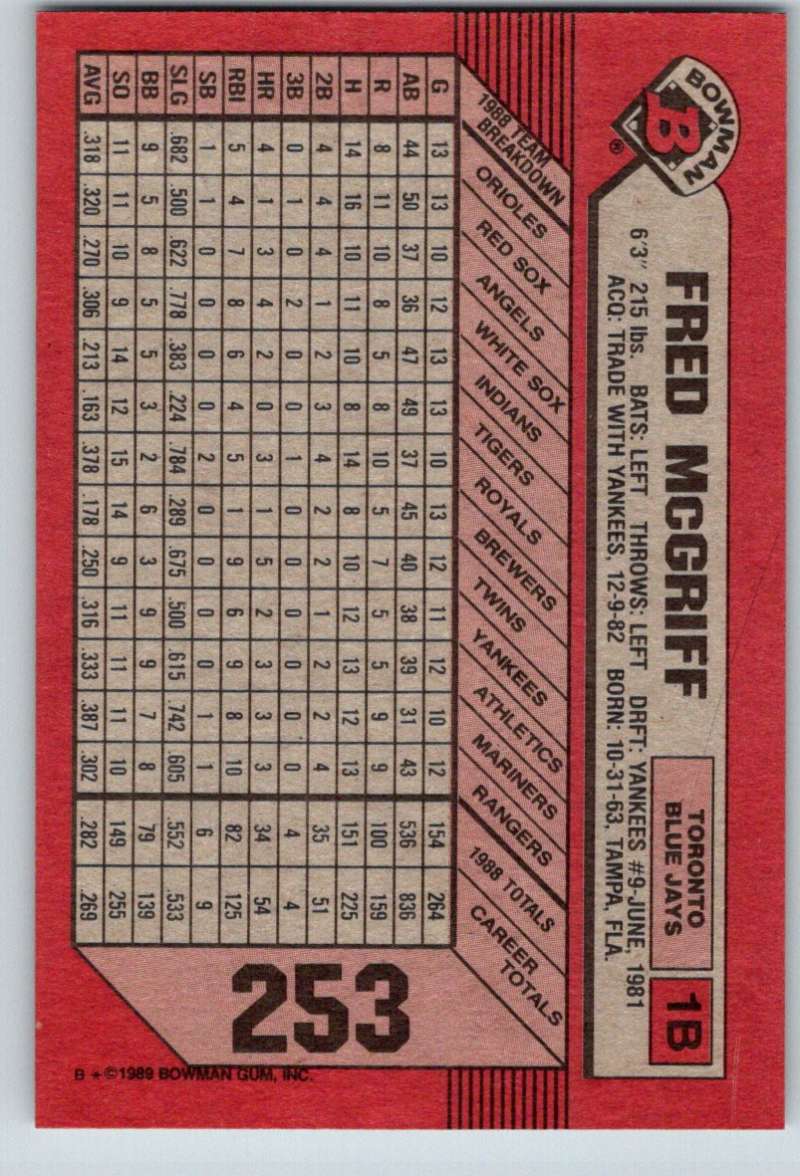 BOWMAN
B ®
FRED McGRIFF
TORONTO
BLUE JAYS
1B
6'3" 215 lbs. BATS: LEFT THROWS: LEFT DRFT: YANKEES #9-JUNE, 1981
ACQ: TRADE WITH YANKEES, 12-9-82 BORN: 10-31-63, TAMPA, FLA.
1988 TEAM
BREAKDOWN
ORIOLES
RED SOX
ANGELS
WHITE SOX
INDIANS
TIGERS
ROYALS
BREWERS
TWINS
YANKEES
ATHLETICS
MARINERS
RANGERS
1988 TOTALS
CAREER
TOTALS
G 13 13 10 12 13 13 10 13 12 11 12 10 12 154 264
AB 44 50 37 36 47 49 37 45 40 38 39 31 43 536 836
R 8 11 10 8 5 8 10 5 7 5 5 9 9 100 159
H 14 16 10 11 10 8 14 8 10 12 13 12 13 151 225
2B 4 4 4 1 2 3 4 2 2 1 2 2 4 35 51
3B 0 1 0 2 0 0 1 0 0 0 0 0 0 4 4
HR 4 1 3 4 2 0 3 1 5 2 3 3 3 34 54
RBI 5 4 7 8 6 4 5 1 9 6 9 8 10 82 125
SB 1 1 0 0 0 0 2 0 0 0 0 1 1 6 9
SLG .682 .500 .622 .778 .383 .224 .784 .289 .675 .500 .615 .742 .605 .552 .533
BB 9 5 8 5 5 3 2 6 3 9 9 7 8 79 139
SO 11 11 10 9 14 12 15 14 9 11 11 11 10 149 255
AVG .318 .320 .270 .306 .213 .163 .378 .178 .250 .316 .333 .387 .302 .282 .269
253
B *©1989 BOWMAN GUM, INC.